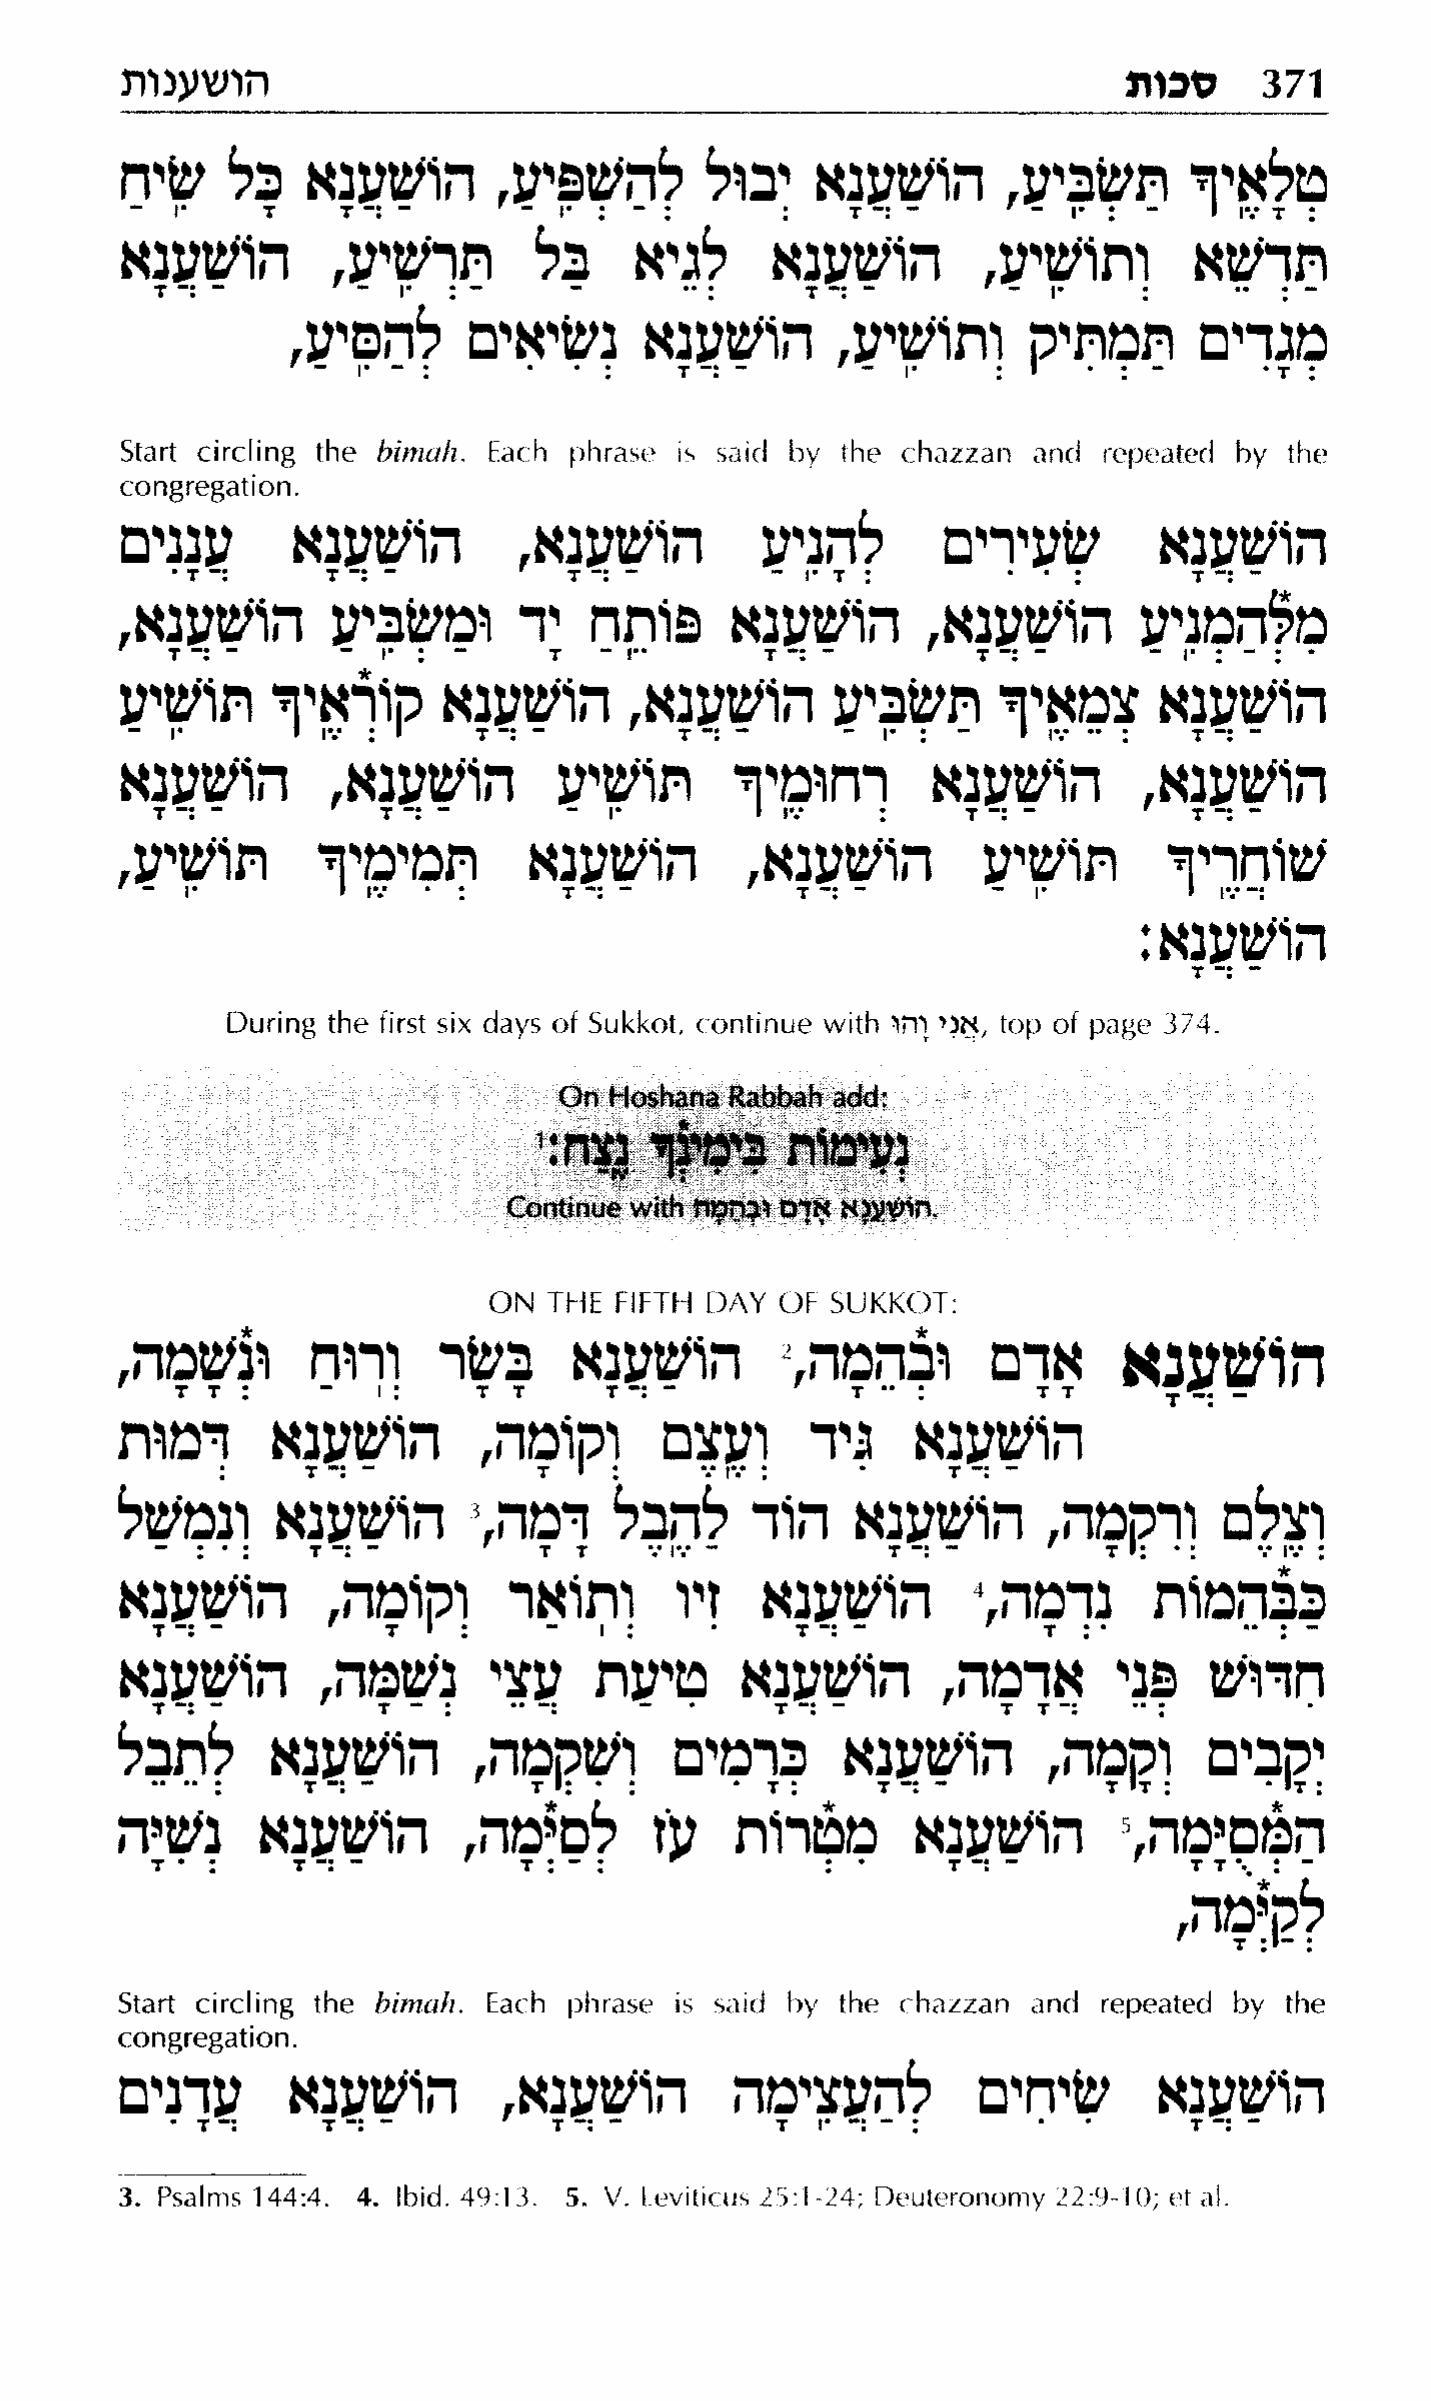 371 סכות הושענות
טְלָאֶֽיךָ תַּשְׂבִּֽיעַ, הוֹשַׁעֲנָא יְבוּל לְהַשְׁפִּֽיעַ, הוֹשַׁעֲנָא כָּל שִֽׂיחַ
תַּדְשֵׁא וְתוֹשִֽׁיעַ, הוֹשַׁעֲנָא לְגֵיא בַּל תַּרְשִֽׁיעַ, הוֹשַׁעֲנָא
מְגָדִים תַּמְתִּיק וְתוֹשִֽׁיעַ, הוֹשַׁעֲנָא נְשִׂיאִים לְהַסִּֽיעַ,
Start circling the bimah. Each phrase is said by the chazzan and repeated by the
congregation.
הוֹשַׁעֲנָא שְׂעִירִים לְהָנִֽיעַ הוֹשַׁעֲנָא, הוֹשַׁעֲנָא עֲנָנִים
מִלְּ*הַמְנִֽיעַ הוֹשַׁעֲנָא, הוֹשַׁעֲנָא פּוֹתֵֽחַ יָד וּמַשְׂבִּֽיעַ הוֹשַׁעֲנָא,
הוֹשַׁעֲנָא צְמֵאֶֽיךָ תַּשְׂבִּֽיעַ הוֹשַׁעֲנָא, הוֹשַׁעֲנָא קוֹרְ*אֶֽיךָ תּוֹשִֽׁיעַ
הוֹשַׁעֲנָא, הוֹשַׁעֲנָא רְחוּמֶֽיךָ תּוֹשִֽׁיעַ הוֹשַׁעֲנָא, הוֹשַׁעֲנָא
שׁוֹחֲרֶֽיךָ תּוֹשִֽׁיעַ הוֹשַׁעֲנָא, הוֹשַׁעֲנָא תְּמִימֶֽיךָ תּוֹשִֽׁיעַ,
הוֹשַׁעֲנָא:
During the first six days of Sukkot, continue with אֲנִי וָהוּ, top of page 374.
On Hoshana Rabbah add:
נְעִימוֹת בִּימִינְךָ נֶֽצַח:1
Continue with הוֹשַׁעֲנָא אָדָם וּבְהֵמָה.
ON THE FIFTH DAY OF SUKKOT:
הוֹשַׁעֲנָא אָדָם וּבְ*הֵמָה,2 הוֹשַׁעֲנָא בָּשָׂר וְרֽוּחַ וּנְ*שָׁמָה,
הוֹשַׁעֲנָא גִּיד וְעֶֽצֶם וְקוֹמָה, הוֹשַׁעֲנָא דְּמוּת
וְצֶֽלֶם וְרִקְמָה, הוֹשַׁעֲנָא הוֹד לַהֶֽבֶל דָּמָה,3 הוֹשַׁעֲנָא וְנִמְשַׁל
כַּבְּ*הֵמוֹת נִדְמָה,4 הוֹשַׁעֲנָא זִיו וְתֽוֹאַר וְקוֹמָה, הוֹשַׁעֲנָא
חִדּוּשׁ פְּנֵי אֲדָמָה, הוֹשַׁעֲנָא טִיעַת עֲצֵי נְשַׁמָּה, הוֹשַׁעֲנָא
יְקָבִים וְקָמָה, הוֹשַׁעֲנָא כְּרָמִים וְשִׁקְמָה, הוֹשַׁעֲנָא לְתֵבֵל
הַמְּ*סֻיָּמָה,5 הוֹשַׁעֲנָא מִטְּ*רוֹת עֹז לְסַיְּ*מָה, הוֹשַׁעֲנָא נְשִׁיָּה
לְקַיְּ*מָה,
Start circling the bimah. Each phrase is said by the chazzan and repeated by the
congregation.
הוֹשַׁעֲנָא שִׂיחִים לְהַעֲצִֽימָה הוֹשַׁעֲנָא, הוֹשַׁעֲנָא עֲדָנִים
3. Psalms 144:4. 4. Ibid. 49:13. 5. V. Leviticus 25:1-24; Deuteronomy 22:9-10; et al.